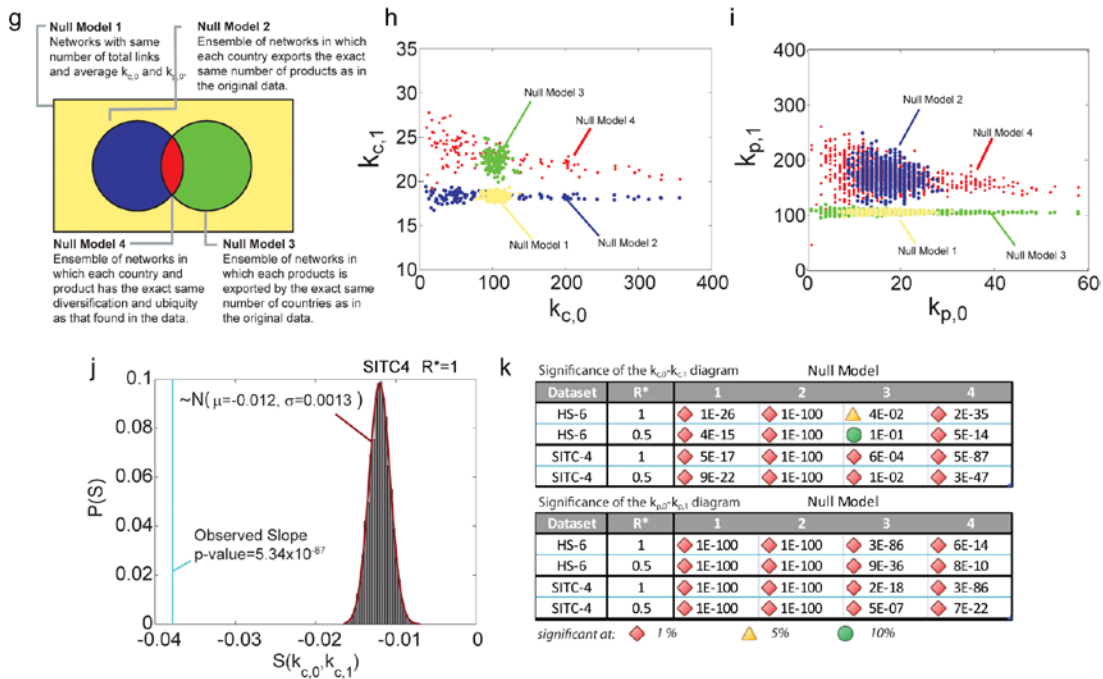 g
Null Model 1
Networks with same
number of total links
and average k_c,0 and k_p,0.
Null Model 2
Ensemble of networks in which
each country exports the exact
same number of products as in
the original data.
Null Model 4
Ensemble of networks in
which each country and
product has the exact same
diversification and ubiquity
as that found in the data.
Null Model 3
Ensemble of networks in
which each products is
exported by the exact same
number of countries as in
the original data.
h
k_c,1
35
30
25
20
15
10
Null Model 3
Null Model 4
Null Model 1
Null Model 2
0 100 200 300 400
k_c,0
i
k_p,1
400
300
200
100
0
Null Model 2
Null Model 4
Null Model 1
Null Model 3
0 20 40 600
k_p,0
j
SITC4 R*=1
P(S)
0.1
0.08
0.06
0.04
0.02
0
~N( μ=-0.012, σ=0.0013 )
Observed Slope
p-value=5.34x10^-87
-0.04 -0.03 -0.02 -0.01 0
S(k_c,0,k_c,1)
k
Significance of the k_c,0-k_c,1 diagram Null Model
Dataset R* 1 2 3 4
HS-6 1 1E-26 1E-100 4E-02 2E-35
HS-6 0.5 4E-15 1E-100 1E-01 5E-14
SITC-4 1 5E-17 1E-100 6E-04 5E-87
SITC-4 0.5 9E-22 1E-100 1E-02 3E-47
Significance of the k_p,0-k_p,1 diagram Null Model
Dataset R* 1 2 3 4
HS-6 1 1E-100 1E-100 3E-86 6E-14
HS-6 0.5 1E-100 1E-100 9E-36 8E-10
SITC-4 1 1E-100 1E-100 2E-18 3E-86
SITC-4 0.5 1E-100 1E-100 5E-07 7E-22
significant at: 1 % 5% 10%